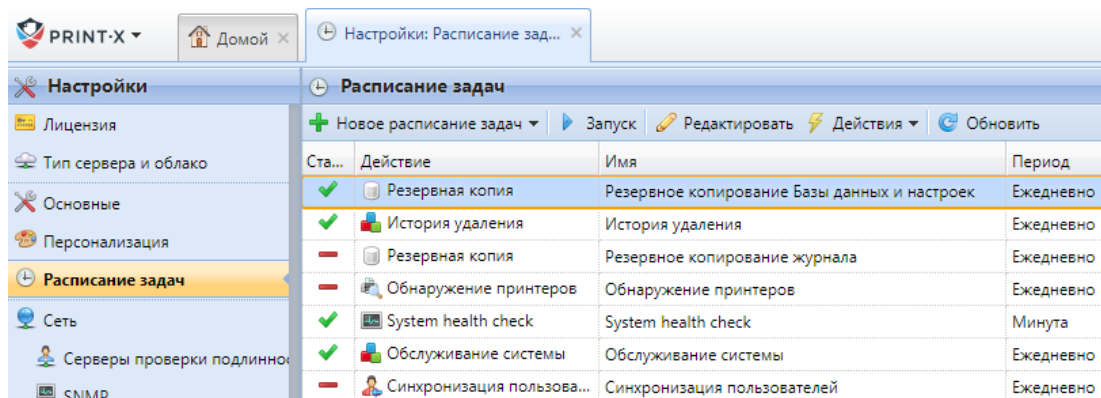 PRINT·X
Домой
Настройки: Расписание зад...
Настройки
Лицензия
Тип сервера и облако
Основные
Персонализация
Расписание задач
Сеть
Серверы проверки подлиннос
SNMP
Расписание задач
Новое расписание задач Запуск Редактировать Действия Обновить
Ста... Действие Имя Период
Резервная копия Резервное копирование Базы данных и настроек Ежедневно
История удаления История удаления Ежедневно
Резервная копия Резервное копирование журнала Ежедневно
Обнаружение принтеров Обнаружение принтеров Ежедневно
System health check System health check Минута
Обслуживание системы Обслуживание системы Ежедневно
Синхронизация пользова... Синхронизация пользователей Ежедневно